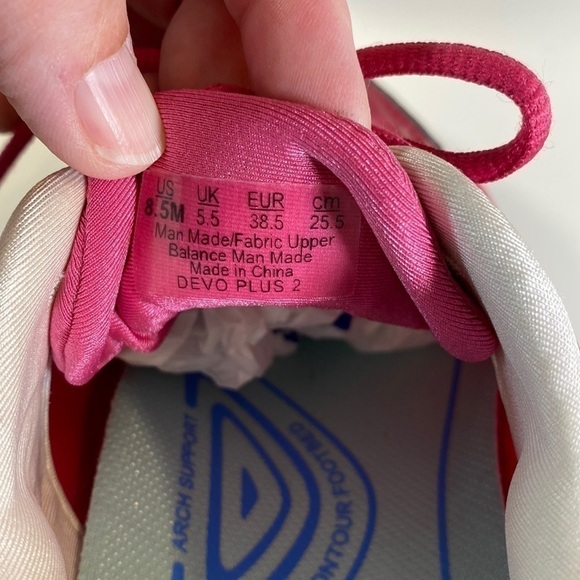 US UK EUR cm
8.5M 5.5 38.5 25.5
Man Made/Fabric Upper
Balance Man Made
Made in China
DEVO PLUS 2
ARCH SUPPORT
ONTOUR FOOTBED